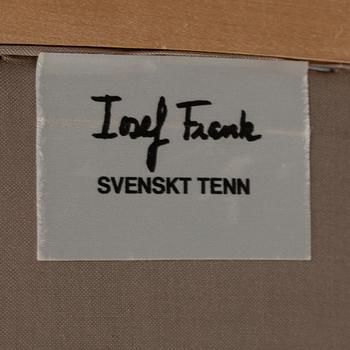 Josef Frank
SVENSKT TENN